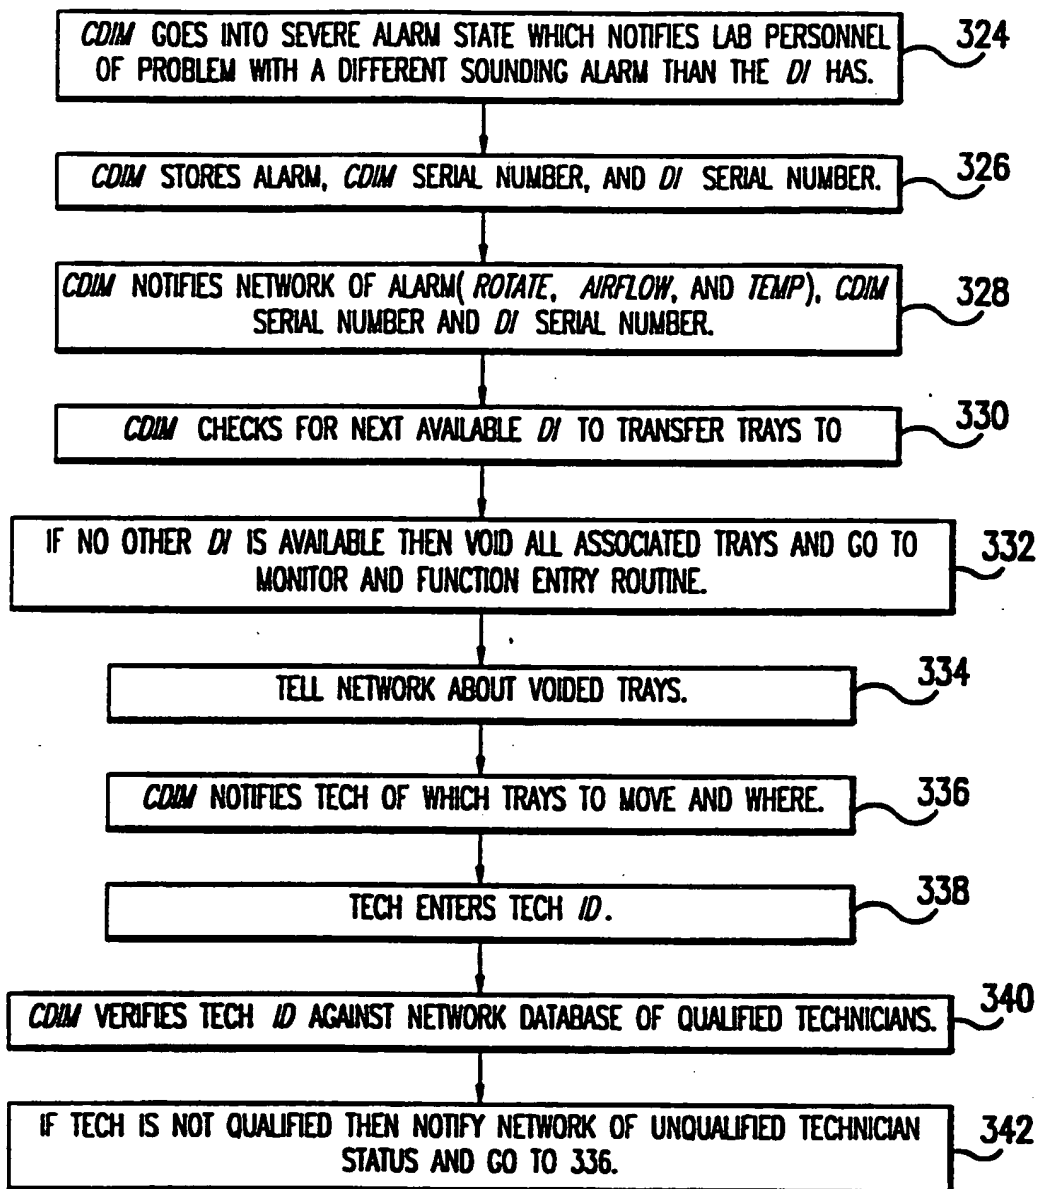 CDIM GOES INTO SEVERE ALARM STATE WHICH NOTIFIES LAB PERSONNEL
OF PROBLEM WITH A DIFFERENT SOUNDING ALARM THAN THE DI HAS.
324
CDIM STORES ALARM, CDIM SERIAL NUMBER, AND DI SERIAL NUMBER.
326
CDIM NOTIFIES NETWORK OF ALARM( ROTATE, AIRFLOW, AND TEMP), CDIM
SERIAL NUMBER AND DI SERIAL NUMBER.
328
CDIM CHECKS FOR NEXT AVAILABLE DI TO TRANSFER TRAYS TO
330
IF NO OTHER DI IS AVAILABLE THEN VOID ALL ASSOCIATED TRAYS AND GO TO
MONITOR AND FUNCTION ENTRY ROUTINE.
332
TELL NETWORK ABOUT VOIDED TRAYS.
334
CDIM NOTIFIES TECH OF WHICH TRAYS TO MOVE AND WHERE.
336
TECH ENTERS TECH ID.
338
CDIM VERIFIES TECH ID AGAINST NETWORK DATABASE OF QUALIFIED TECHNICIANS.
340
IF TECH IS NOT QUALIFIED THEN NOTIFY NETWORK OF UNQUALIFIED TECHNICIAN
STATUS AND GO TO 336.
342